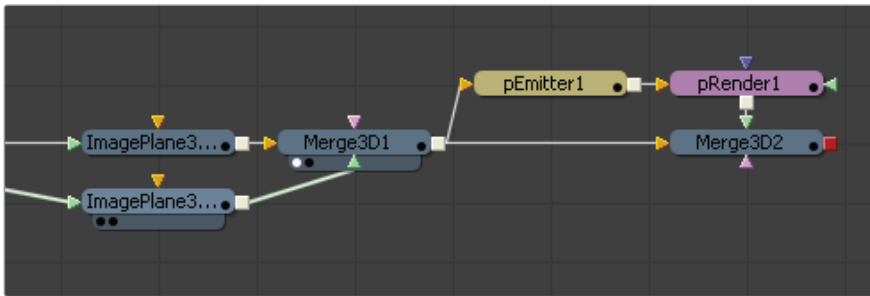 pEmitter1
pRender1
ImagePlane3...
Merge3D1
Merge3D2
ImagePlane3...